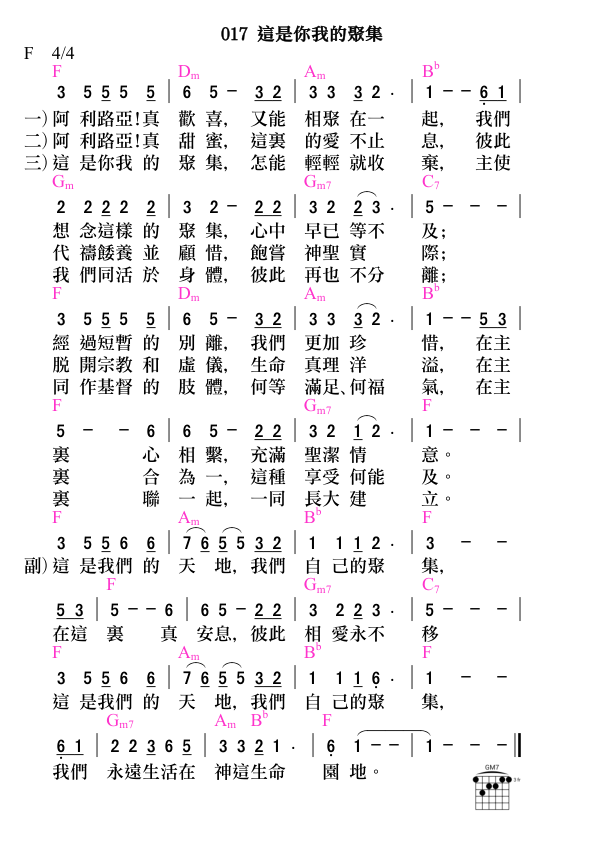 017 這是你我的聚集
F 4/4
F Dm Am Bb
3 5 5 5 5 | 6 5 – 3 2 | 3 3 3 2 · | 1 – – 6 1 |
一) 阿 利路亞!真 歡 喜, 又能 相聚 在一 起, 我們
二) 阿 利路亞!真 甜 蜜, 這裏 的愛 不止 息, 彼此
三) 這 是你我 的 聚 集, 怎能 輕輕 就收 棄, 主使
Gm Gm7 C7
2 2 2 2 2 | 3 2 – 2 2 | 3 2 2 3 · | 5 – – |
想 念這樣 的 聚 集, 心中 早已 等不 及;
代 禱餧養 並 顧 惜, 飽嘗 神聖 實 際;
我 們同活 於 身 體, 彼此 再也 不分 離;
F Dm Am Bb
3 5 5 5 5 | 6 5 – 3 2 | 3 3 3 2 · | 1 – – 5 3 |
經 過短暫 的 別 離, 我們 更加 珍 惜, 在主
脫 開宗教 和 虛 儀, 生命 真理 洋 溢, 在主
同 作基督 的 肢 體, 何等 滿足、何福 氣, 在主
F Gm7 F
5 – – 6 | 6 5 – 2 2 | 3 2 1 2 · | 1 – – |
裏 心 相 繫, 充滿 聖潔 情 意。
裏 合 為 一, 這種 享受 何能 及。
裏 聯 一 起, 一同 長大 建 立。
F Am Bb F
3 5 5 6 6 | 7 6 5 5 3 2 | 1 1 1 2 · | 3 – – |
副) 這 是我們 的 天 地, 我們 自 己的聚 集,
F Gm7 C7
5 3 | 5 – – 6 | 6 5 – 2 2 | 3 2 2 3 · | 5 – – |
在這 裏 真 安息, 彼此 相 愛永不 移
F Am Bb F
3 5 5 6 6 | 7 6 5 5 3 2 | 1 1 1 6 · | 1 – – |
這 是我們 的 天 地, 我們 自 己的聚 集,
Gm7 Am Bb F
6 1 | 2 2 3 6 5 | 3 3 2 1 · | 6 1 – – | 1 – – ‖
我們 永遠生活在 神這生命 園 地。
GM7